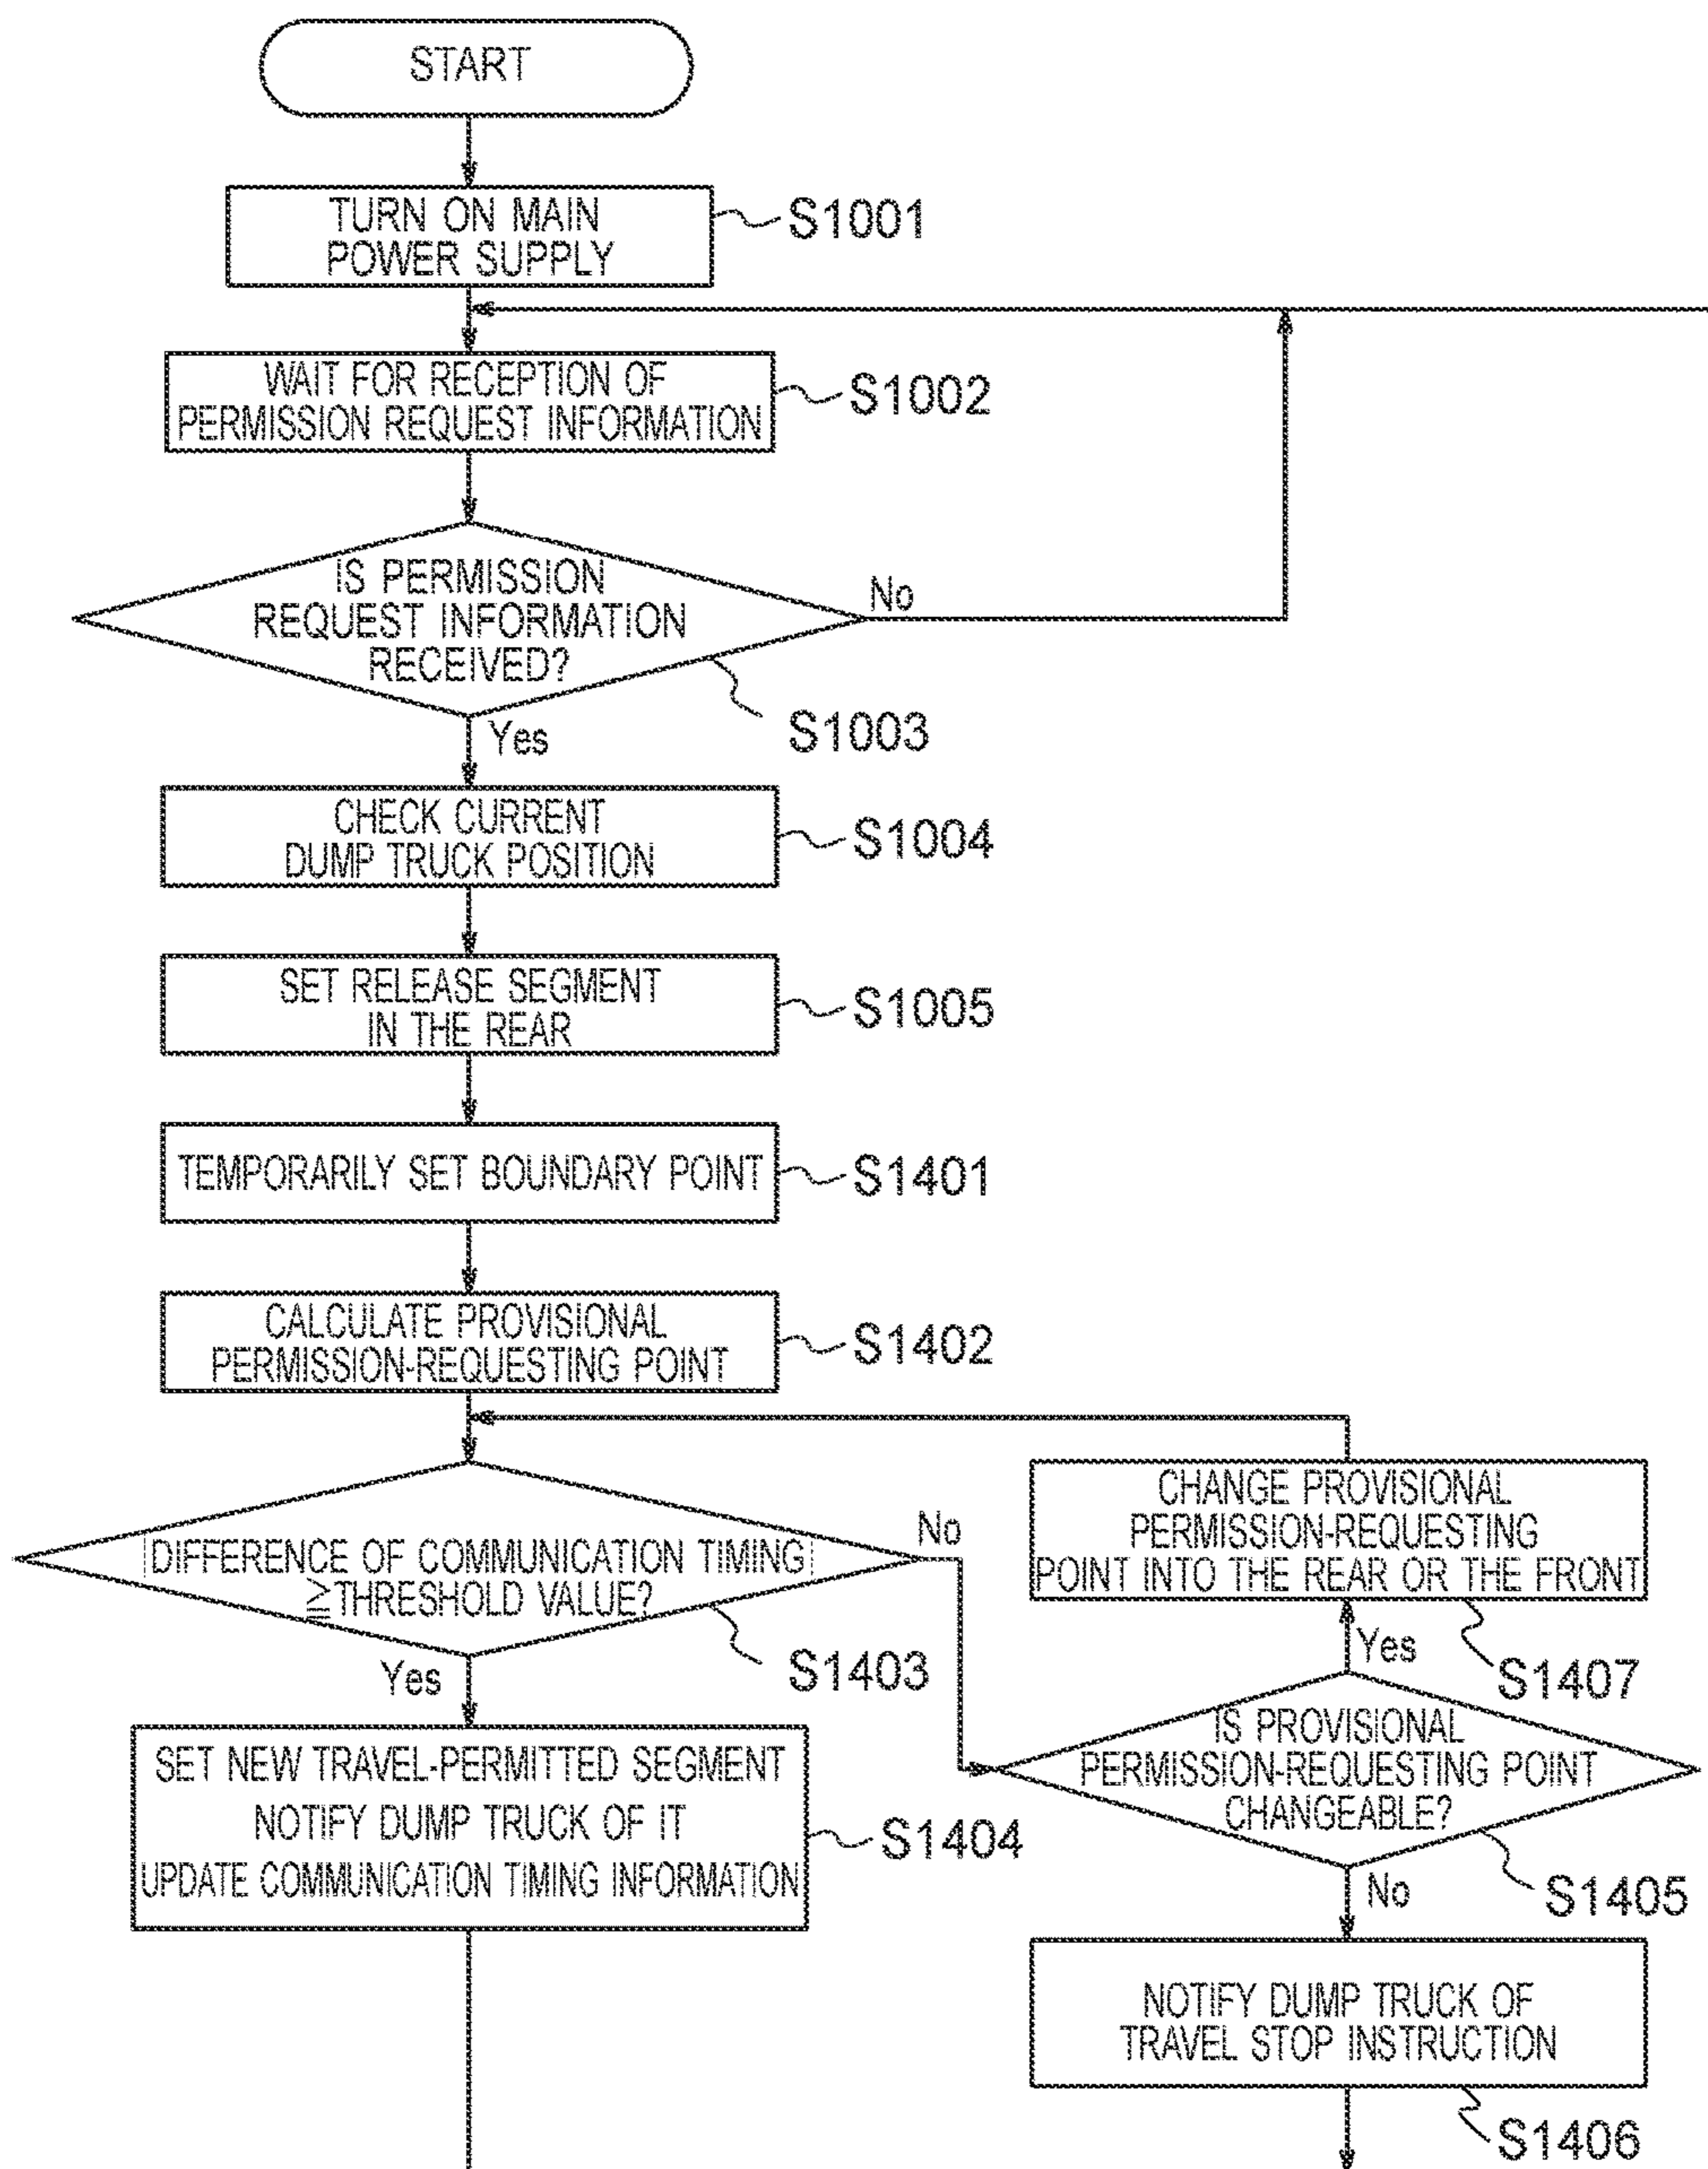 START
TURN ON MAIN
POWER SUPPLY
S1001
WAIT FOR RECEPTION OF
PERMISSION REQUEST INFORMATION
S1002
IS PERMISSION
REQUEST INFORMATION
RECEIVED?
No
S1003
Yes
CHECK CURRENT
DUMP TRUCK POSITION
S1004
SET RELEASE SEGMENT
IN THE REAR
S1005
TEMPORARILY SET BOUNDARY POINT
S1401
CALCULATE PROVISIONAL
PERMISSION-REQUESTING POINT
S1402
DIFFERENCE OF COMMUNICATION TIMING
≧THRESHOLD VALUE?
No
S1403
Yes
CHANGE PROVISIONAL
PERMISSION-REQUESTING
POINT INTO THE REAR OR THE FRONT
S1407
Yes
IS PROVISIONAL
PERMISSION-REQUESTING POINT
CHANGEABLE?
S1405
No
SET NEW TRAVEL-PERMITTED SEGMENT
NOTIFY DUMP TRUCK OF IT
UPDATE COMMUNICATION TIMING INFORMATION
S1404
NOTIFY DUMP TRUCK OF
TRAVEL STOP INSTRUCTION
S1406